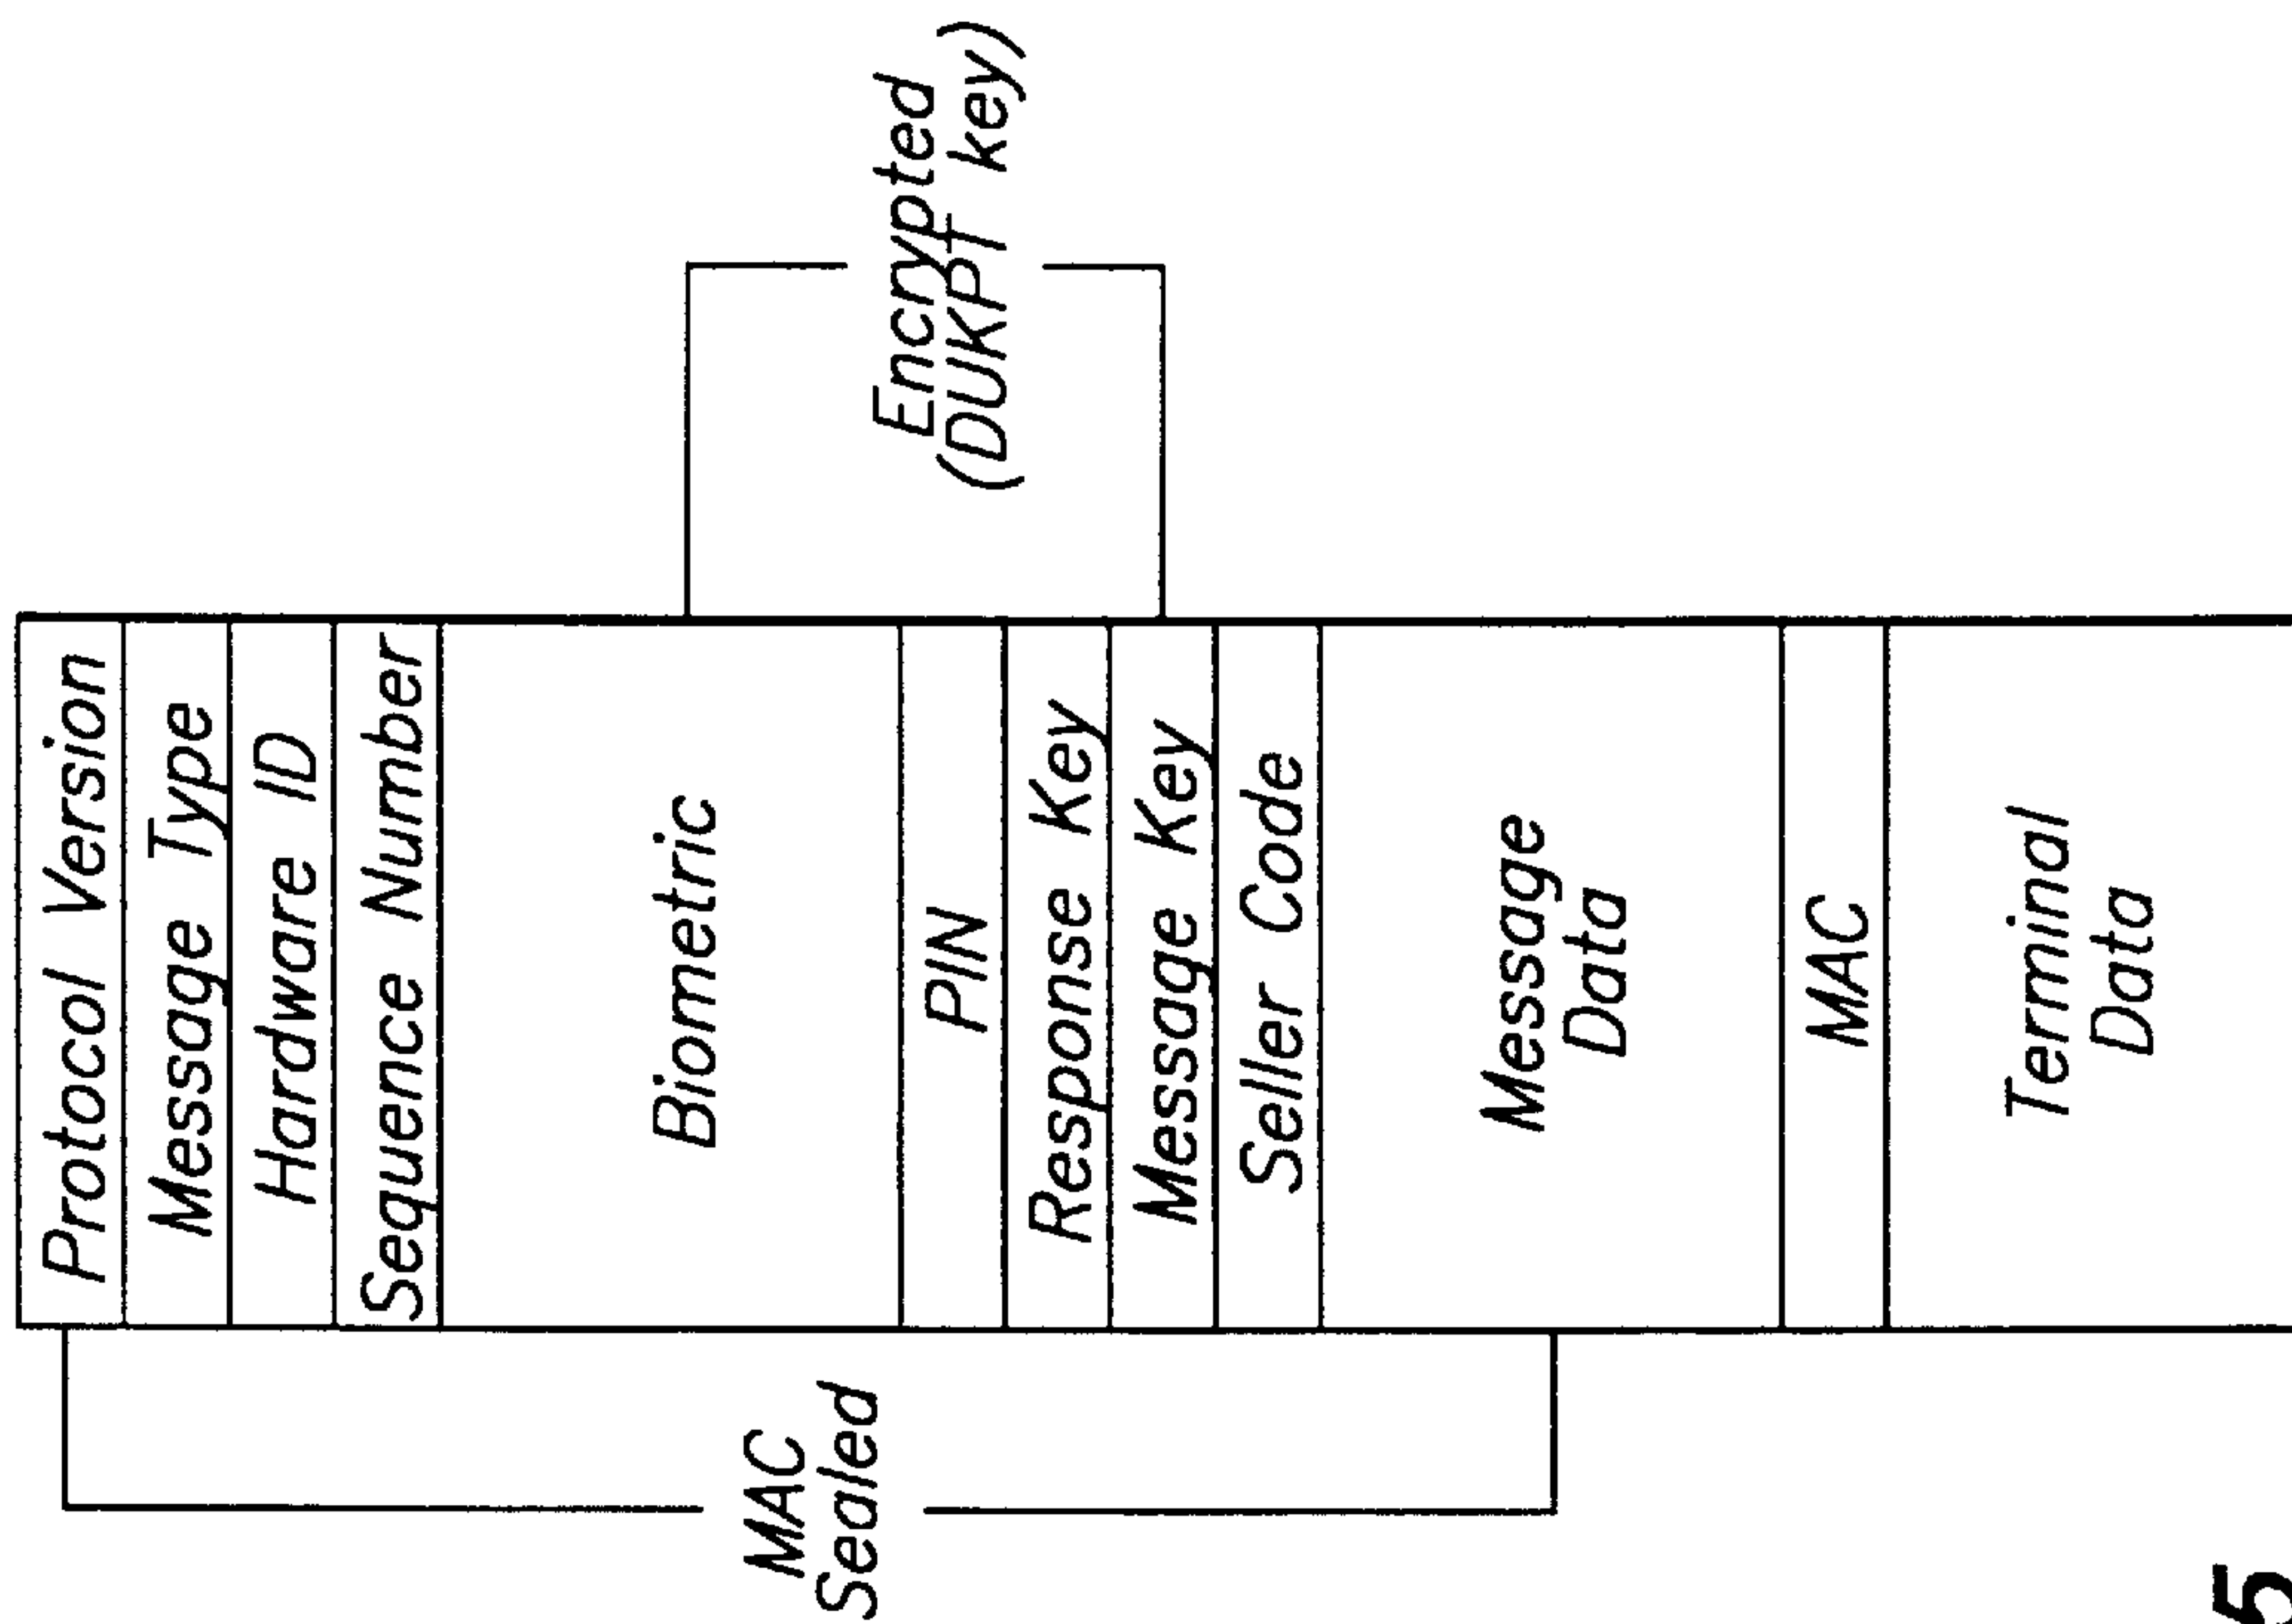 Encrypted
(DUKPT key)
Protocol Version
Message Type
Hardware ID
Sequence Number
Biometric
PIN
Response Key
Message Key
Seller Code
Message
Data
MAC
Terminal
Data
MAC
Sealed
5